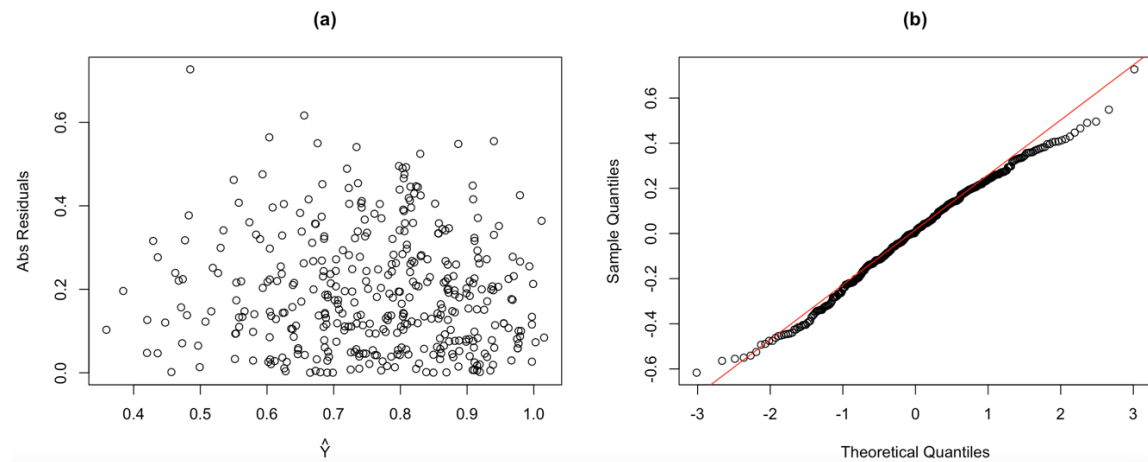 (a)
Abs Residuals
0.6
0.4
0.2
0.0
0.4 0.5 0.6 0.7 0.8 0.9 1.0
Ŷ
(b)
Sample Quantiles
0.6
0.4
0.2
0.0
-0.2
-0.4
-0.6
-3 -2 -1 0 1 2 3
Theoretical Quantiles